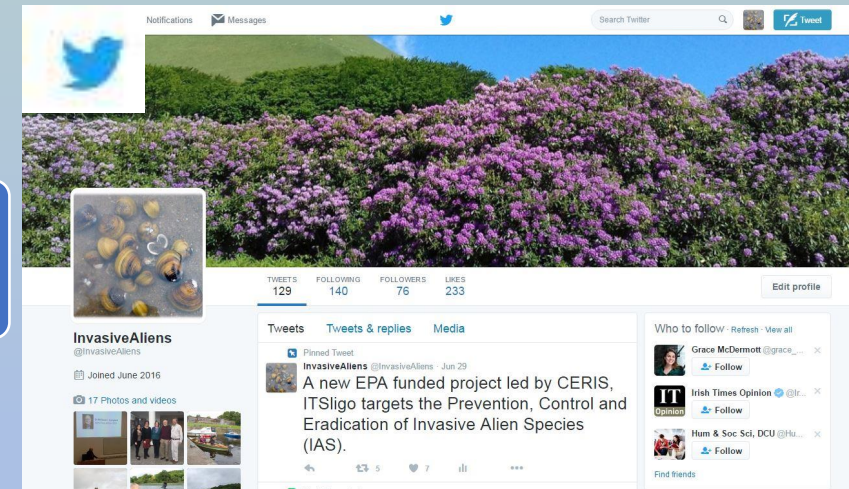 Notifications Messages Search Twitter Tweet
TWEETS FOLLOWING FOLLOWERS LIKES
129 140 76 233
Edit profile
InvasiveAliens
@InvasiveAliens
Joined June 2016
17 Photos and videos
Tweets Tweets & replies Media
Pinned Tweet
InvasiveAliens @InvasiveAliens · Jun 29
A new EPA funded project led by CERIS,
ITSligo targets the Prevention, Control and
Eradication of Invasive Alien Species
(IAS).
5 7
Who to follow · Refresh · View all
Grace McDermott @grace_...
Follow
IT
Opinion
Irish Times Opinion @Ir...
Follow
Hum & Soc Sci, DCU @Hu...
Follow
Find friends